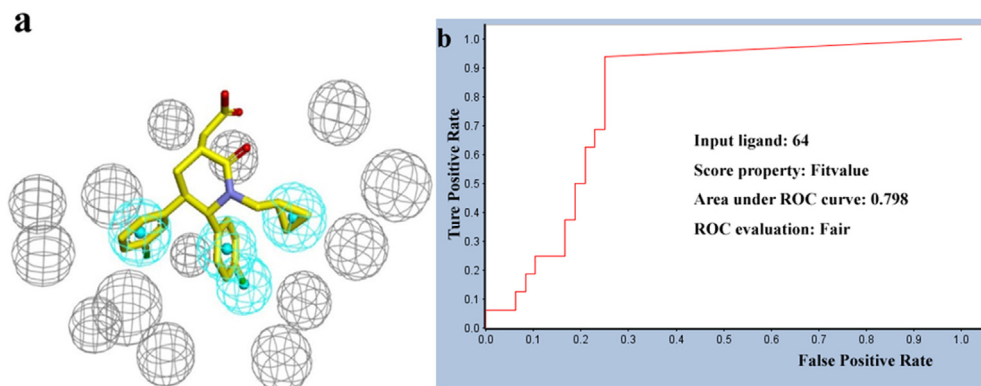 a
b
1.0
0.9
0.8
0.7
0.6
0.5
0.4
0.3
0.2
0.1
0.0
Ture Positive Rate
Input ligand: 64
Score property: Fitvalue
Area under ROC curve: 0.798
ROC evaluation: Fair
0.0 0.1 0.2 0.3 0.4 0.5 0.6 0.7 0.8 0.9 1.0
False Positive Rate